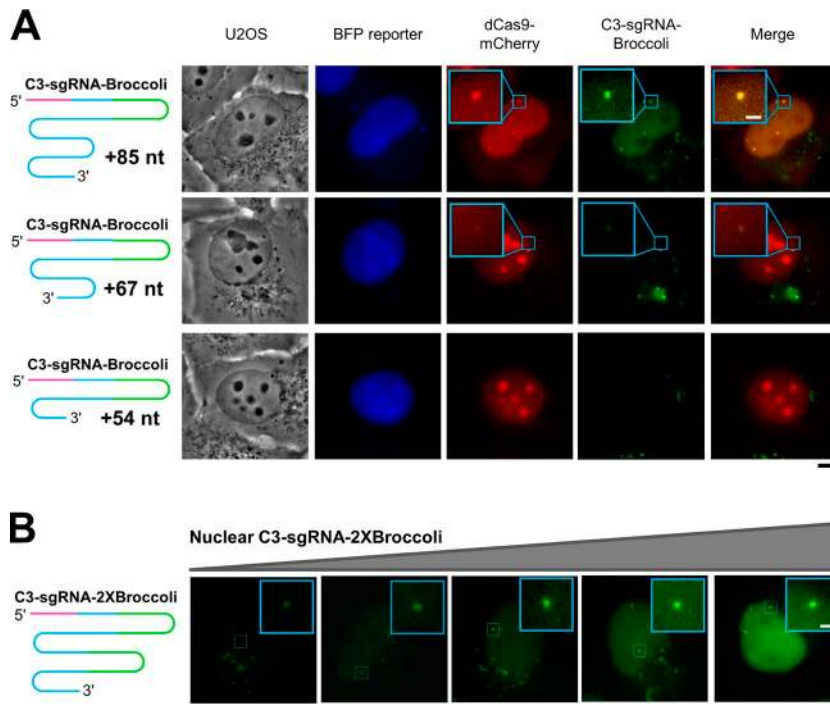 A
U2OS
BFP reporter
dCas9-
mCherry
C3-sgRNA-
Broccoli
Merge
C3-sgRNA-Broccoli
5'
+85 nt
3'
C3-sgRNA-Broccoli
5'
+67 nt
3'
C3-sgRNA-Broccoli
5'
3'
+54 nt
B
Nuclear C3-sgRNA-2XBroccoli
C3-sgRNA-2XBroccoli
5'
3'